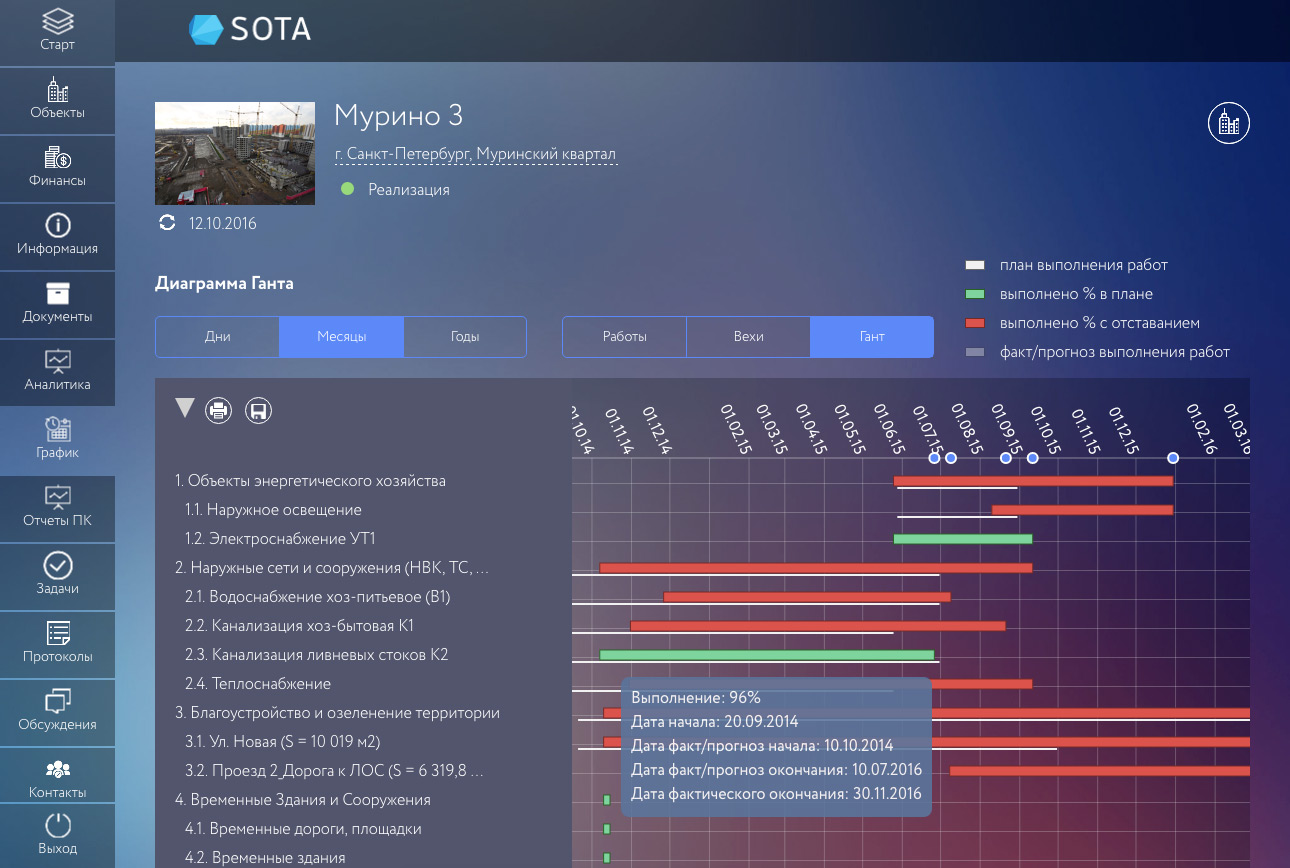 SOTA
Старт
Объекты
Финансы
Информация
Документы
Аналитика
График
Отчеты ПК
Задачи
Протоколы
Обсуждения
Контакты
Выход
Мурино 3
г. Санкт-Петербург, Муринский квартал
Реализация
12.10.2016
Диаграмма Ганта
Дни
Месяцы
Годы
Работы
Вехи
Гант
план выполнения работ
выполнено % в плане
выполнено % с отставанием
факт/прогноз выполнения работ
01.10.14
01.11.14
01.12.14
01.02.15
01.03.15
01.04.15
01.05.15
01.06.15
01.07.15
01.08.15
01.09.15
01.10.15
01.11.15
01.12.15
01.02.16
01.03.16
1. Объекты энергетического хозяйства
1.1. Наружное освещение
1.2. Электроснабжение УТ1
2. Наружные сети и сооружения (НВК, ТС, ...
2.1. Водоснабжение хоз-питьевое (В1)
2.2. Канализация хоз-бытовая К1
2.3. Канализация ливневых стоков К2
2.4. Теплоснабжение
3. Благоустройство и озеленение территории
3.1. Ул. Новая (S = 10 019 м2)
3.2. Проезд 2_Дорога к ЛОС (S = 6 319,8 ...
4. Временные Здания и Сооружения
4.1. Временные дороги, площадки
4.2. Временные здания
Выполнение: 96%
Дата начала: 20.09.2014
Дата факт/прогноз начала: 10.10.2014
Дата факт/прогноз окончания: 10.07.2016
Дата фактического окончания: 30.11.2016